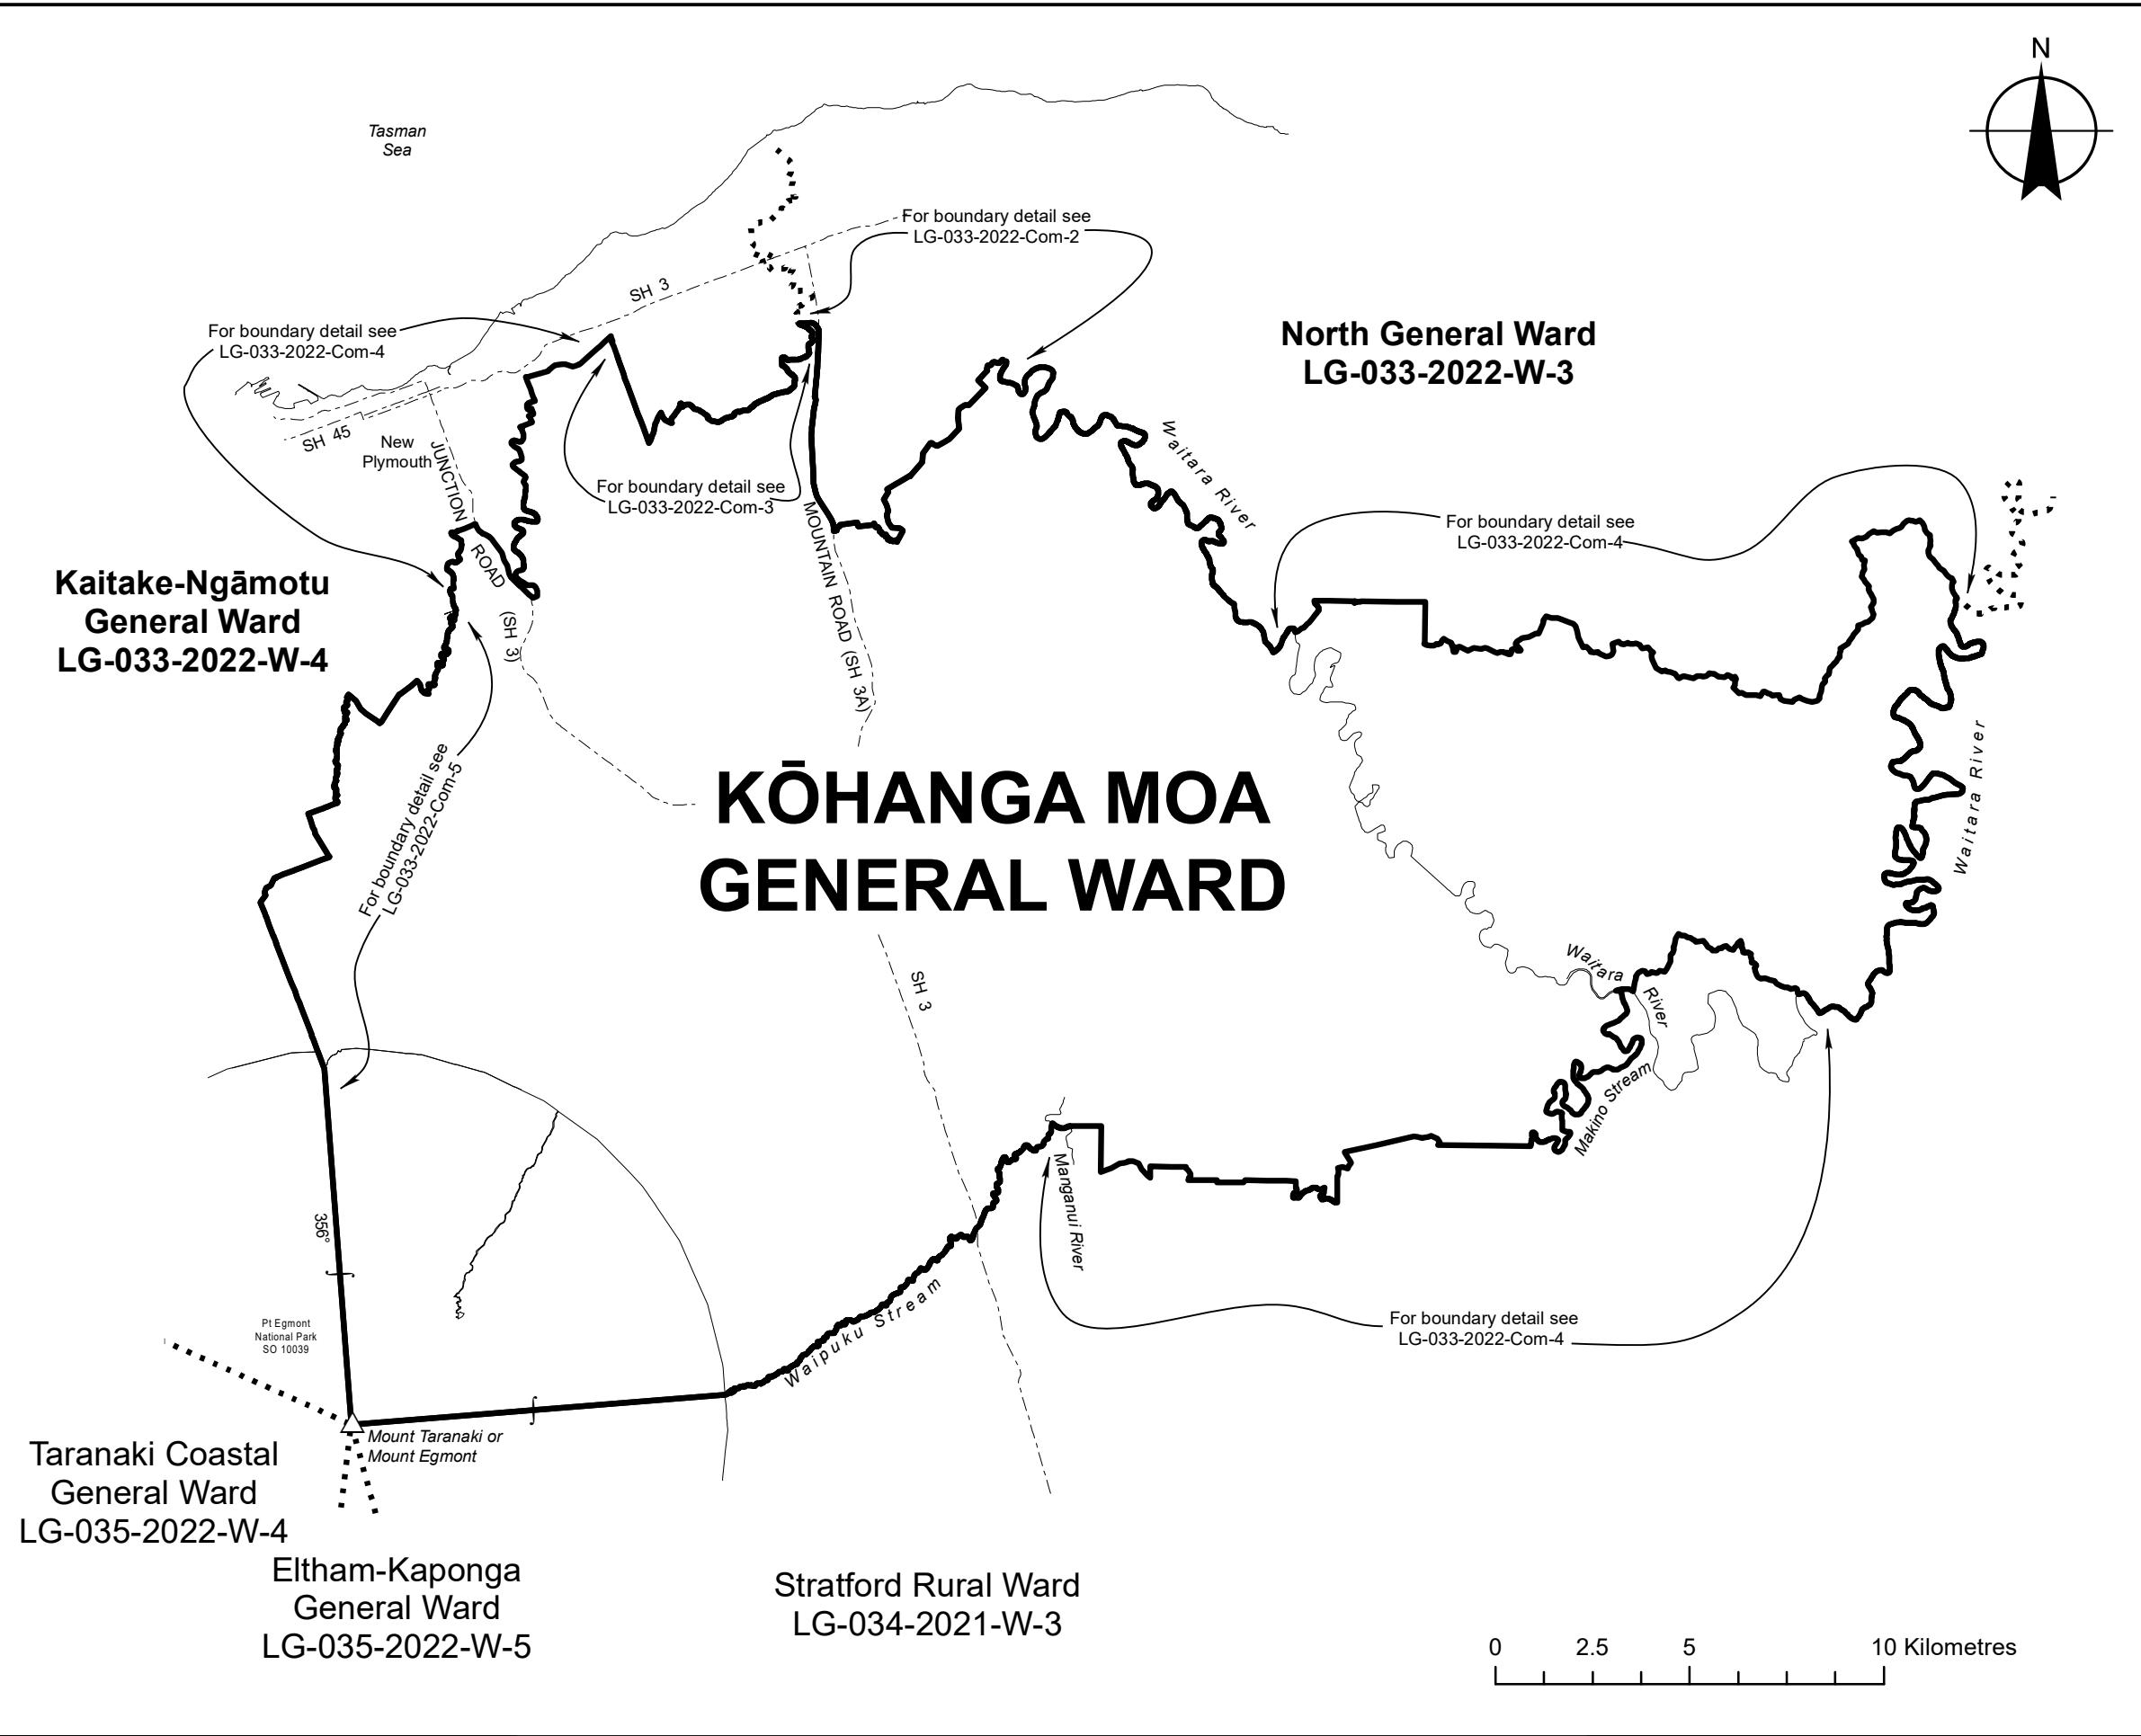 N
Tasman
Sea
For boundary detail see
LG-033-2022-Com-2
SH 3
For boundary detail see
LG-033-2022-Com-4
North General Ward
LG-033-2022-W-3
SH 45
New
Plymouth
JUNCTION
ROAD
(SH 3)
For boundary detail see
LG-033-2022-Com-3
MOUNTAIN ROAD (SH 3A)
Waitara River
For boundary detail see
LG-033-2022-Com-4
Kaitake-Ngāmotu
General Ward
LG-033-2022-W-4
For boundary detail see
LG-033-2022-Com-5
KŌHANGA MOA
GENERAL WARD
Waitara River
SH 3
Waitara
River
Makino Stream
Manganui River
356°
Waipuku Stream
For boundary detail see
LG-033-2022-Com-4
Pt Egmont
National Park
SO 10039
Mount Taranaki or
Mount Egmont
Taranaki Coastal
General Ward
LG-035-2022-W-4
Eltham-Kaponga
General Ward
LG-035-2022-W-5
Stratford Rural Ward
LG-034-2021-W-3
0 2.5 5 10 Kilometres